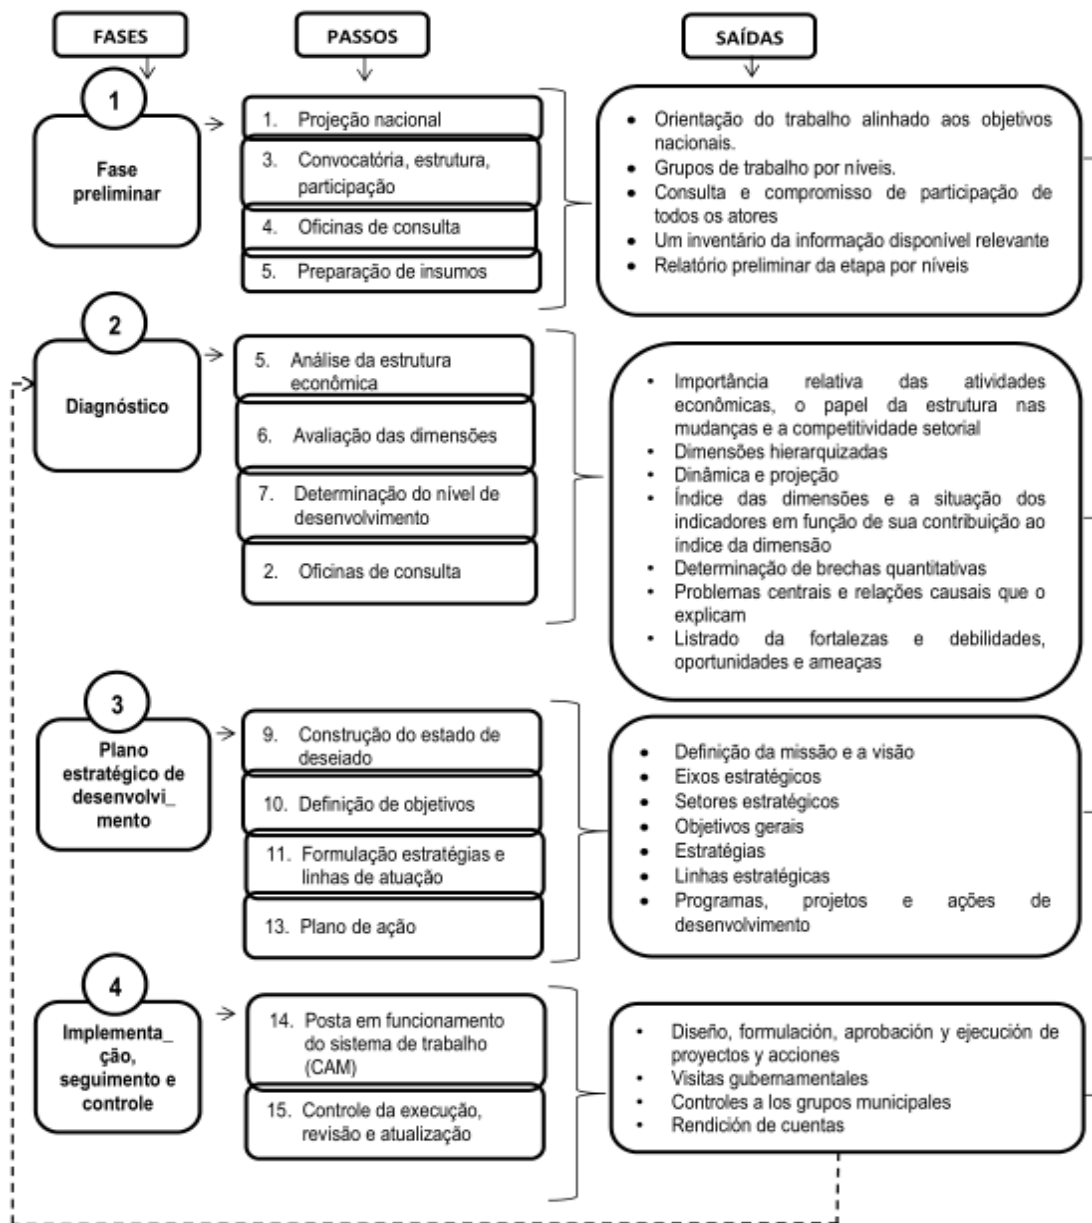 FASES
PASSOS
SAÍDAS
1
Fase
preliminar
1. Projeção nacional
3. Convocatória, estrutura,
participação
4. Oficinas de consulta
5. Preparação de insumos
• Orientação do trabalho alinhado aos objetivos
nacionais.
• Grupos de trabalho por níveis.
• Consulta e compromisso de participação de
todos os atores
• Um inventário da informação disponível relevante
• Relatório preliminar da etapa por níveis
2
Diagnóstico
5. Análise da estrutura
econômica
6. Avaliação das dimensões
7. Determinação do nível de
desenvolvimento
2. Oficinas de consulta
• Importância relativa das atividades
econômicas, o papel da estrutura nas
mudanças e a competitividade setorial
• Dimensões hierarquizadas
• Dinâmica e projeção
• Índice das dimensões e a situação dos
indicadores em função de sua contribuição ao
índice da dimensão
• Determinação de brechas quantitativas
• Problemas centrais e relações causais que o
explicam
• Listrado da fortalezas e debilidades,
oportunidades e ameaças
3
Plano
estratégico de
desenvolvi_
mento
9. Construção do estado de
deseiado
10. Definição de objetivos
11. Formulação estratégias e
linhas de atuação
13. Plano de ação
• Definição da missão e a visão
• Eixos estratégicos
• Setores estratégicos
• Objetivos gerais
• Estratégias
• Linhas estratégicas
• Programas, projetos e ações de
desenvolvimento
4
Implementa_
ção,
seguimento e
controle
14. Posta em funcionamento
do sistema de trabalho
(CAM)
15. Controle da execução,
revisão e atualização
• Diseño, formulación, aprobación y ejecución de
proyectos y acciones
• Visitas gubernamentales
• Controles a los grupos municipales
• Rendición de cuentas